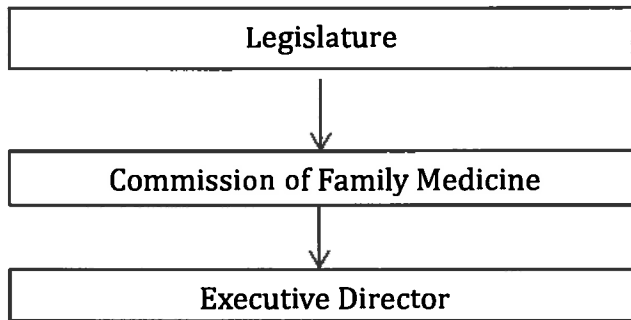 Legislature
Commission of Family Medicine
Executive Director